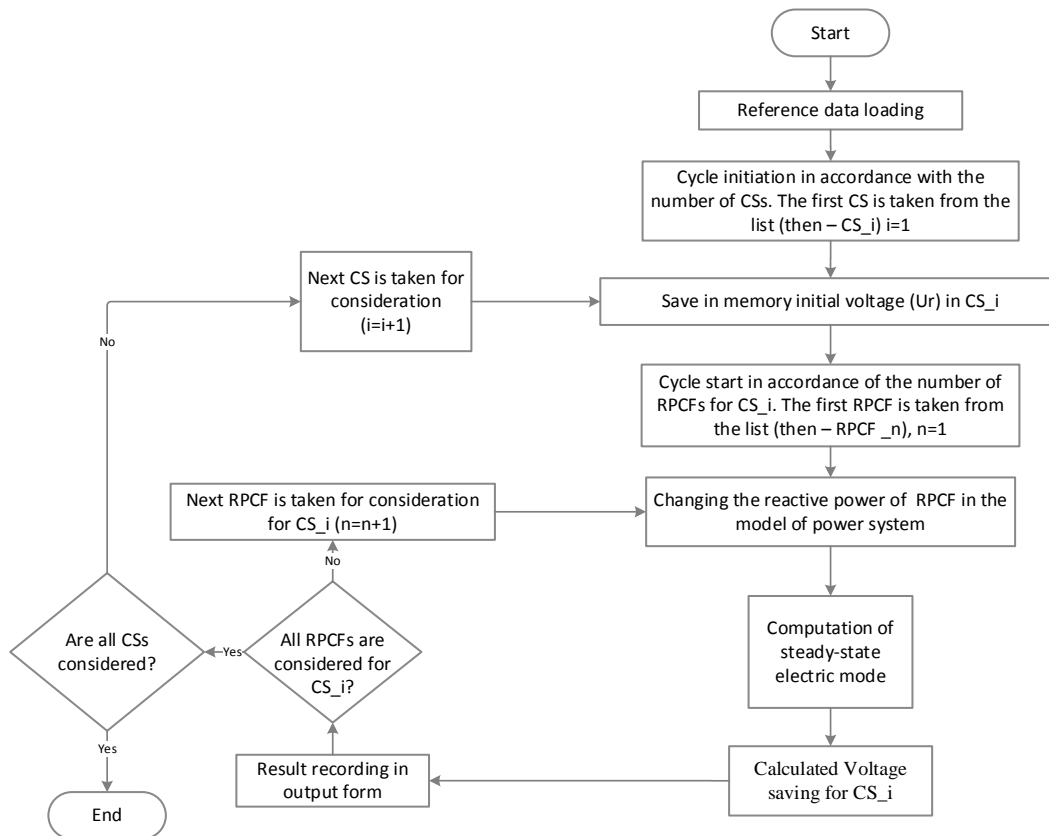 Start
Reference data loading
Cycle initiation in accordance with the
number of CSs. The first CS is taken from the
list (then – CS_i) i=1
Next CS is taken for
consideration
(i=i+1)
Save in memory initial voltage (Ur) in CS_i
No
Cycle start in accordance of the number of
RPCFs for CS_i. The first RPCF is taken from
the list (then – RPCF _n), n=1
Next RPCF is taken for consideration
for CS_i (n=n+1)
Changing the reactive power of RPCF in the
model of power system
No
Are all CSs
considered?
Yes
All RPCFs are
considered for
CS_i?
Computation of
steady-state
electric mode
Yes
Result recording in
output form
Calculated Voltage
saving for CS_i
End